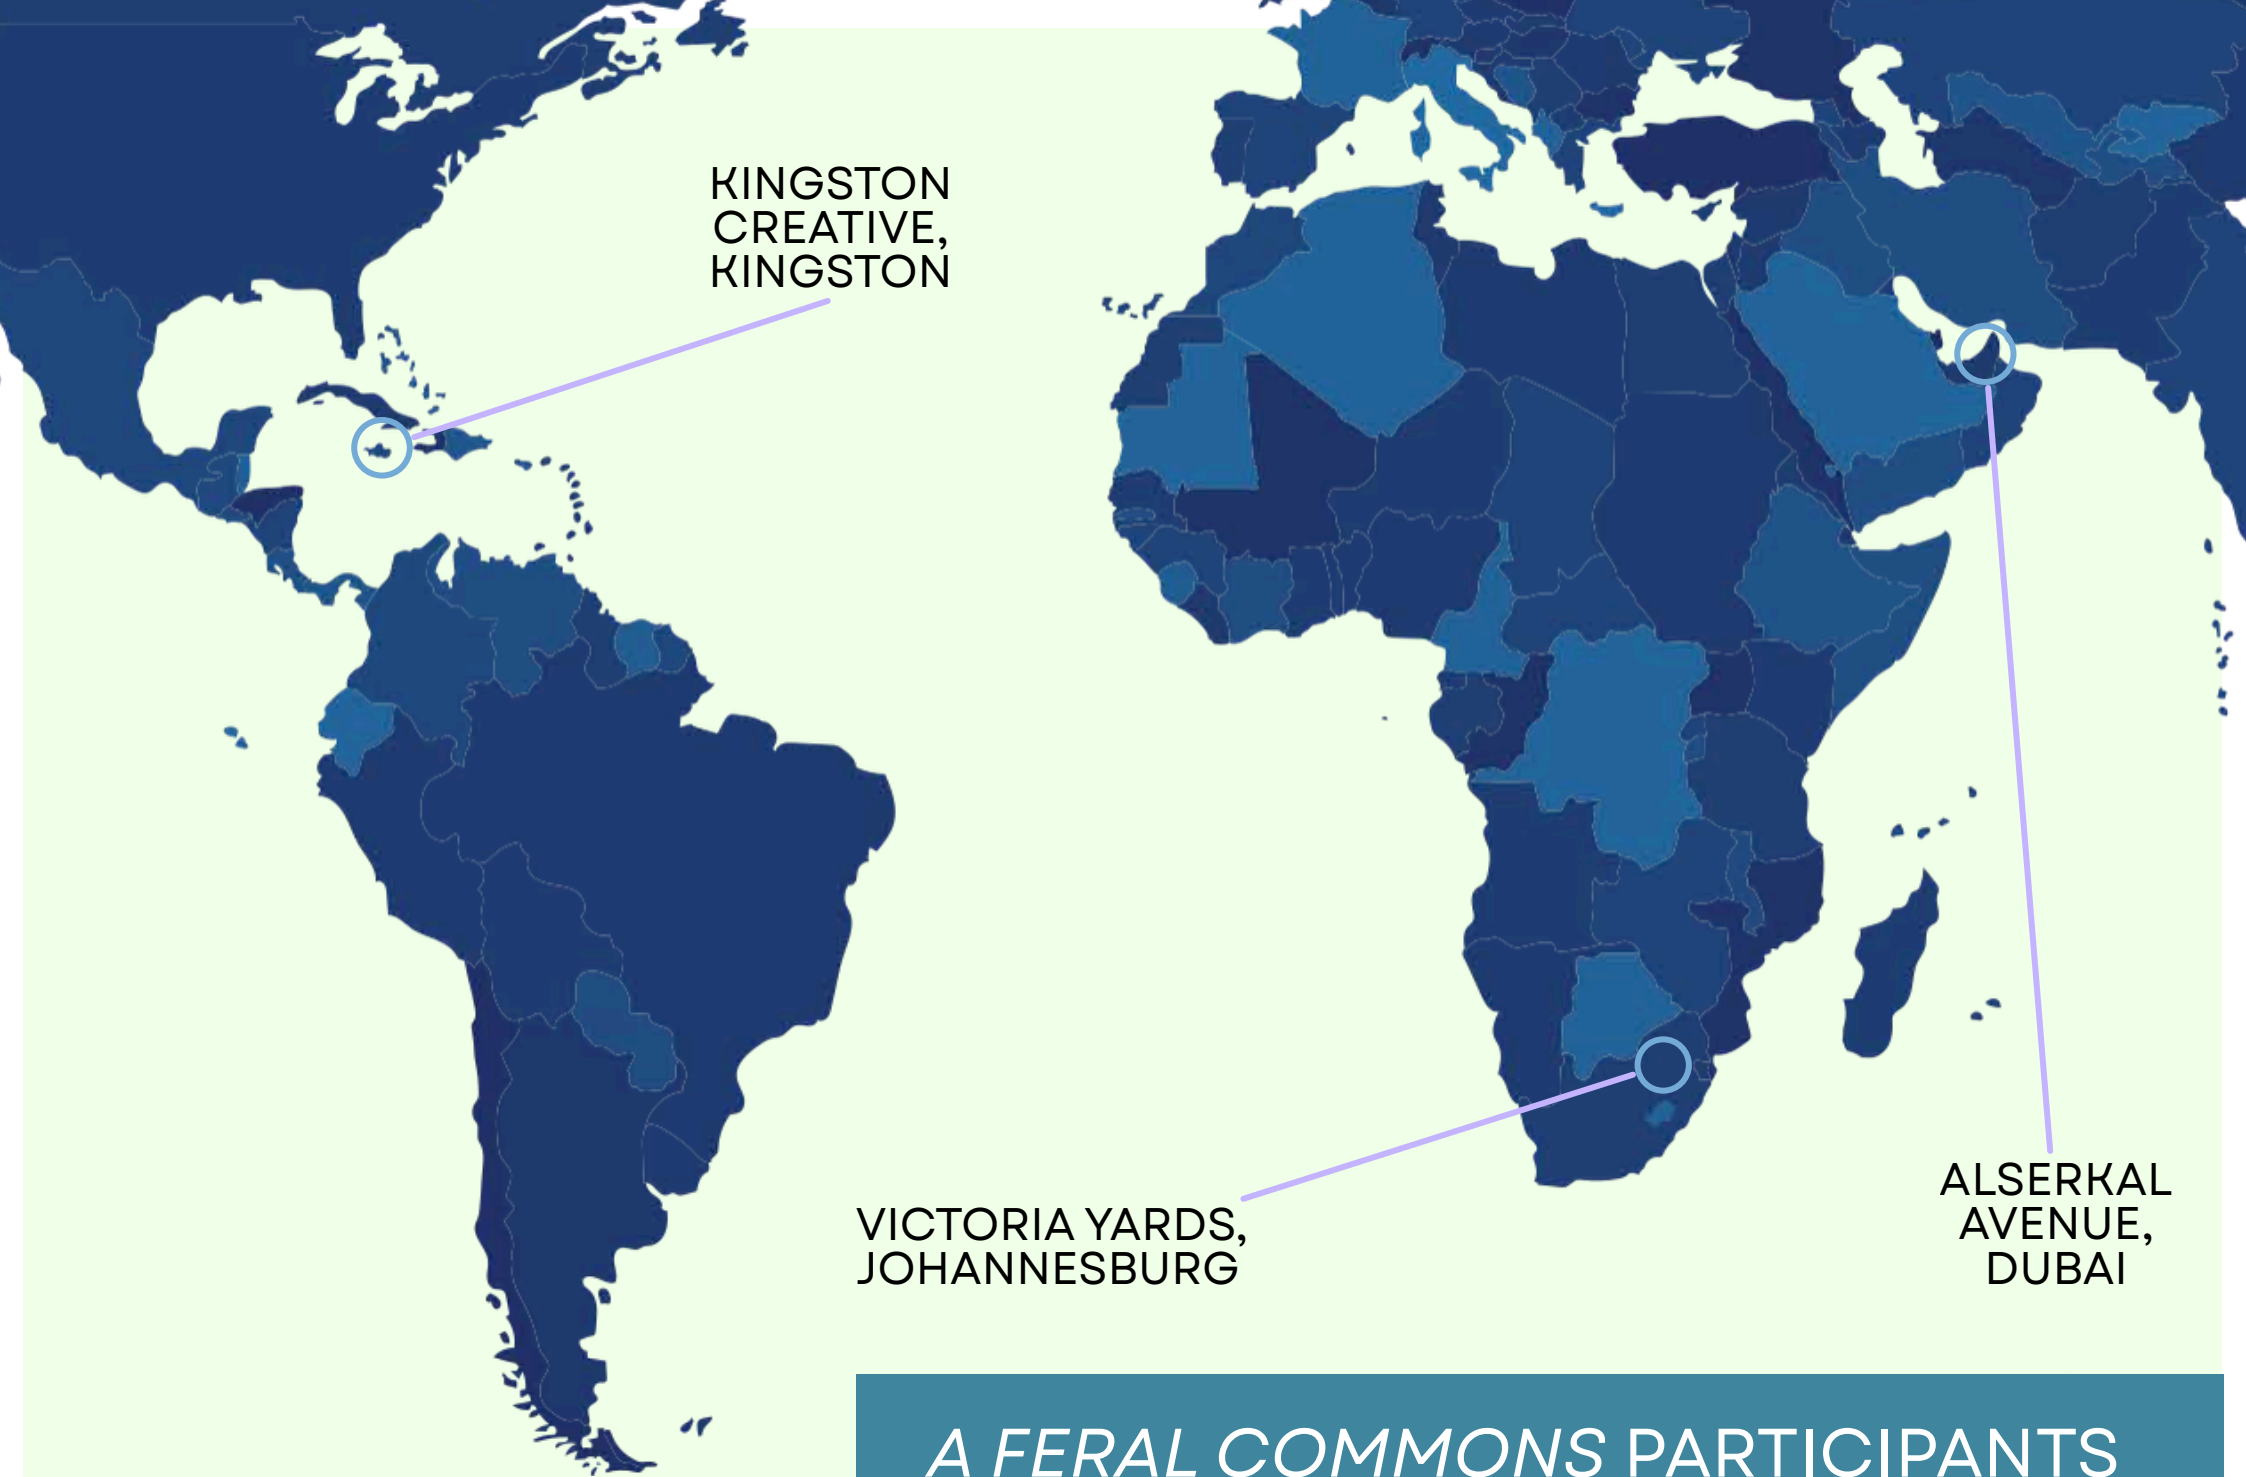 KINGSTON
CREATIVE,
KINGSTON
VICTORIA YARDS,
JOHANNESBURG
ALSERKAL
AVENUE,
DUBAI
A FERAL COMMONS PARTICIPANTS